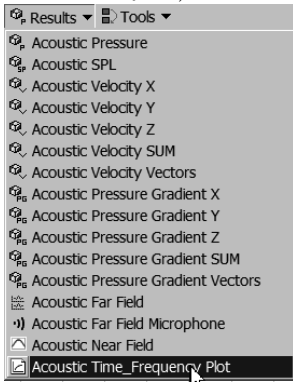 Results Tools
Acoustic Pressure
Acoustic SPL
Acoustic Velocity X
Acoustic Velocity Y
Acoustic Velocity Z
Acoustic Velocity SUM
Acoustic Velocity Vectors
Acoustic Pressure Gradient X
Acoustic Pressure Gradient Y
Acoustic Pressure Gradient Z
Acoustic Pressure Gradient SUM
Acoustic Pressure Gradient Vectors
Acoustic Far Field
Acoustic Far Field Microphone
Acoustic Near Field
Acoustic Time_Frequency Plot